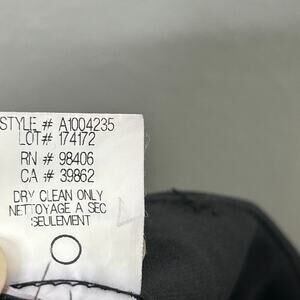 STYLE # A1004235
LOT# 174172
RN # 98406
CA # 39862
DRY CLEAN ONLY
NETTOYAGE A SEC
SEULEMENT